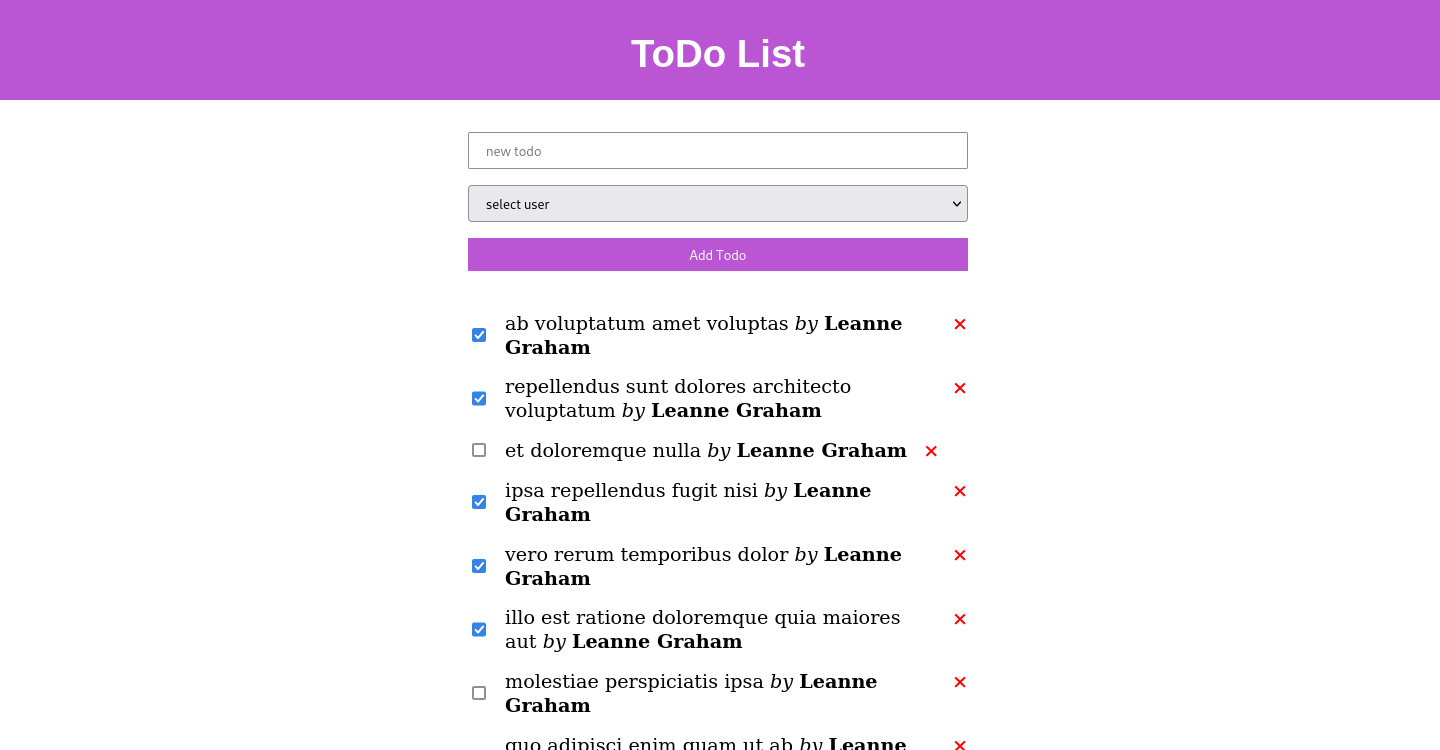 ToDo List
new todo
select user
Add Todo
ab voluptatum amet voluptas by Leanne
Graham
repellendus sunt dolores architecto
voluptatum by Leanne Graham
et doloremque nulla by Leanne Graham
ipsa repellendus fugit nisi by Leanne
Graham
vero rerum temporibus dolor by Leanne
Graham
illo est ratione doloremque quia maiores
aut by Leanne Graham
molestiae perspiciatis ipsa by Leanne
Graham
quo adipisci enim quam ut ab by Leanne